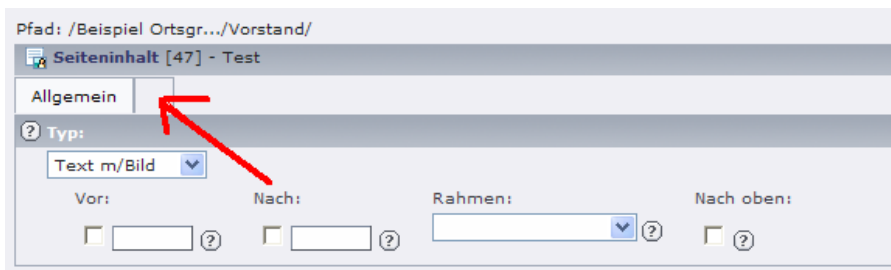 Pfad: /Beispiel Ortsgr.../Vorstand/
Seiteninhalt [47] - Test
Allgemein
? Typ:
Text m/Bild
Vor: Nach: Rahmen: Nach oben:
? ? ? ?